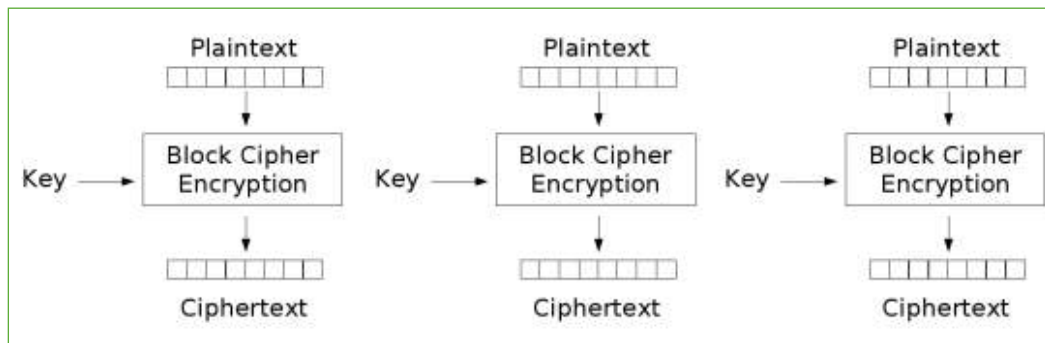 Plaintext
Plaintext
Plaintext
Key
Block Cipher
Encryption
Key
Block Cipher
Encryption
Key
Block Cipher
Encryption
Ciphertext
Ciphertext
Ciphertext